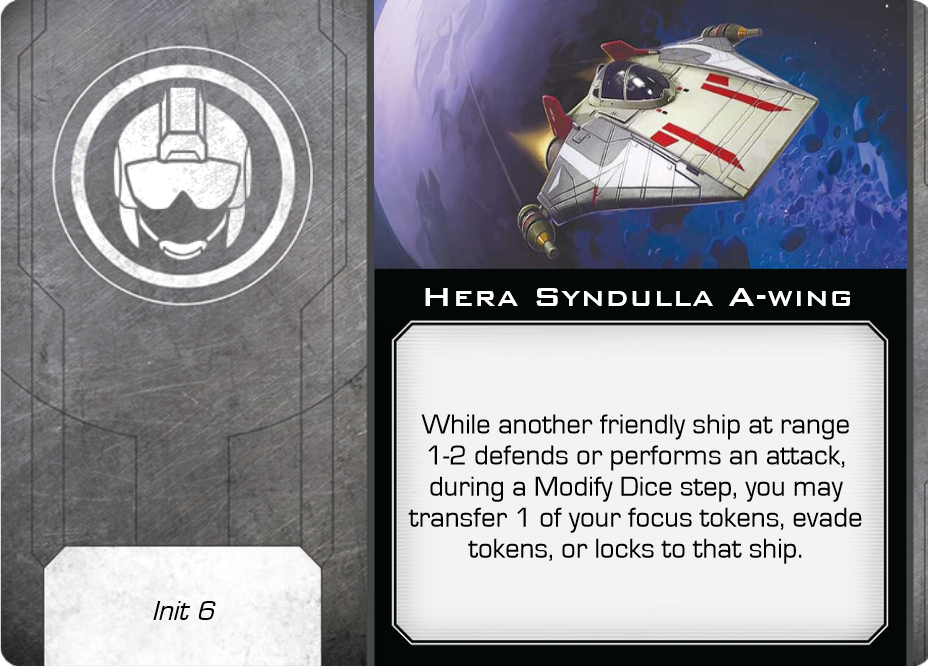 Hera Syndulla A-wing
While another friendly ship at range
1-2 defends or performs an attack,
during a Modify Dice step, you may
transfer 1 of your focus tokens, evade
tokens, or locks to that ship.
Init 6